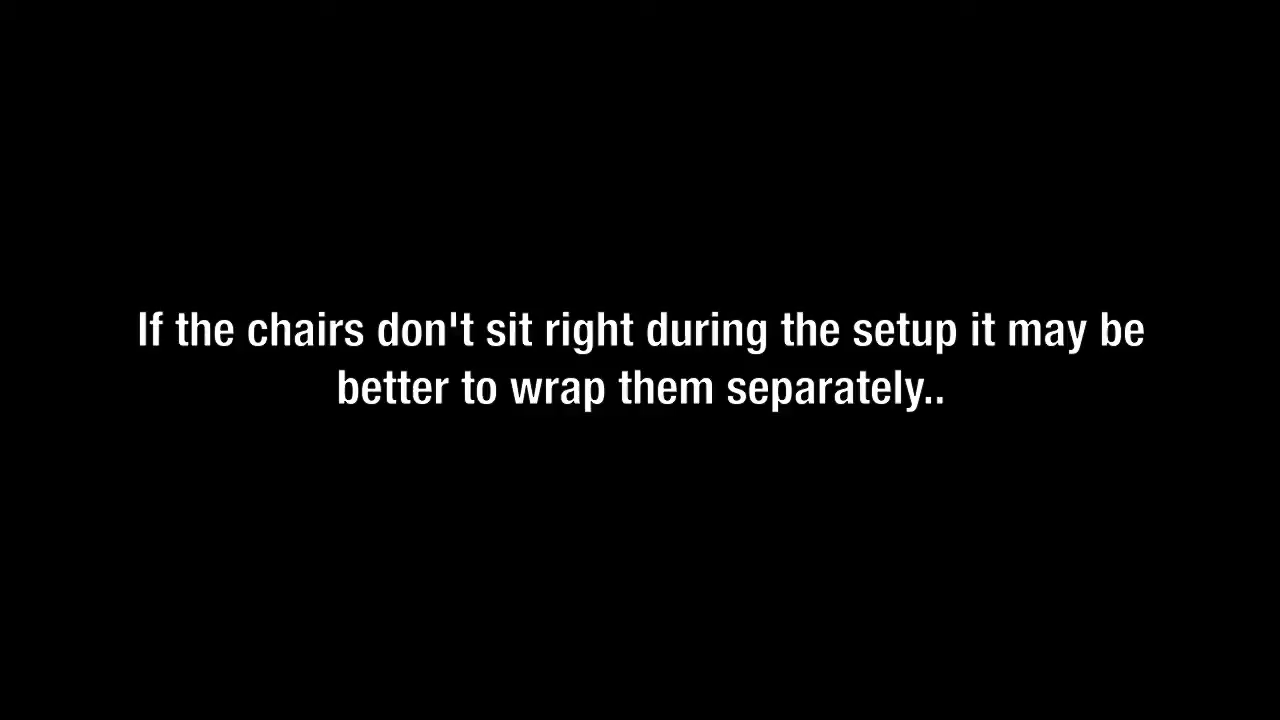 If the chairs don't sit right during the setup it may be
better to wrap them separately..